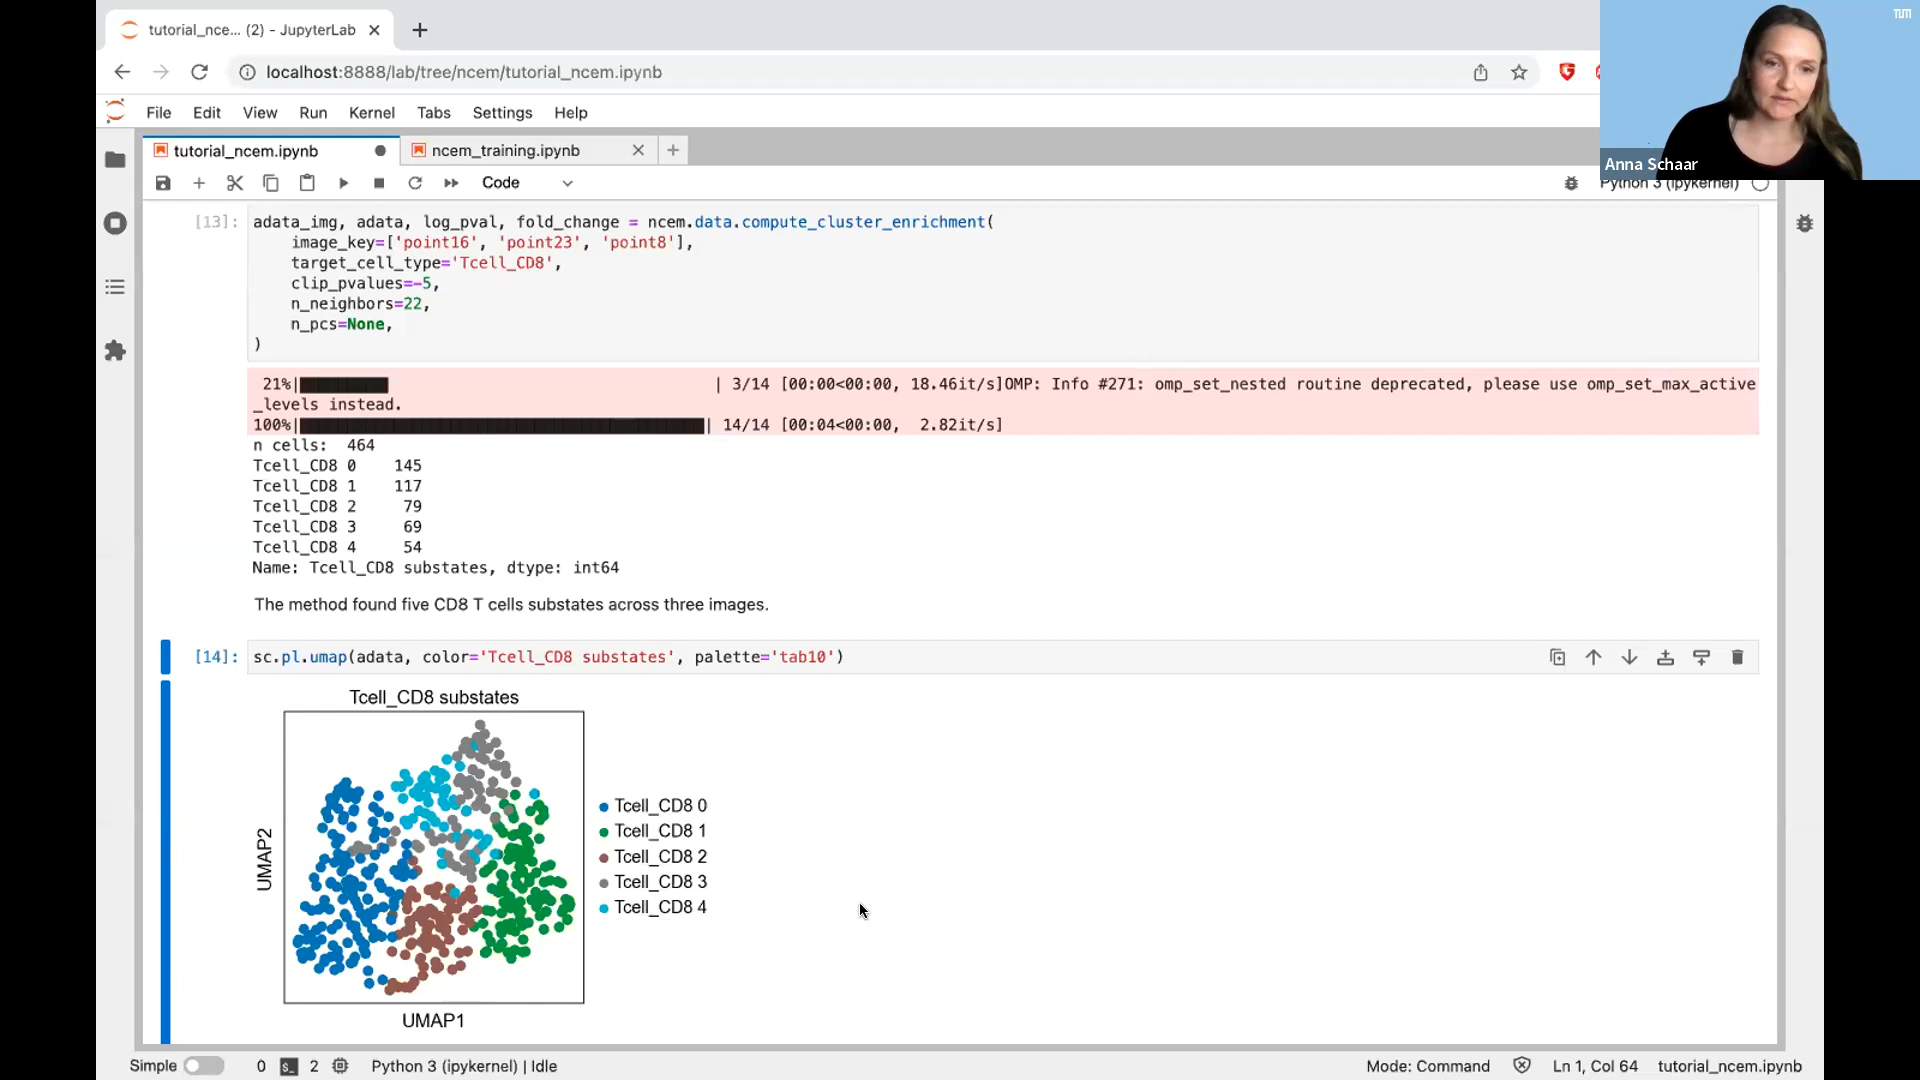 tutorial_nce... (2) - JupyterLab
localhost:8888/lab/tree/ncem/tutorial_ncem.ipynb
TUM
Anna Schaar
File Edit View Run Kernel Tabs Settings Help
tutorial_ncem.ipynb
ncem_training.ipynb
Code
Python 3 (ipykernel)
[13]: adata_img, adata, log_pval, fold_change = ncem.data.compute_cluster_enrichment(
image_key=['point16', 'point23', 'point8'],
target_cell_type='Tcell_CD8',
clip_pvalues=-5,
n_neighbors=22,
n_pcs=None,
)
21%| | 3/14 [00:00<00:00, 18.46it/s]OMP: Info #271: omp_set_nested routine deprecated, please use omp_set_max_active
_levels instead.
100%| | 14/14 [00:04<00:00, 2.82it/s]
n cells: 464
Tcell_CD8 0 145
Tcell_CD8 1 117
Tcell_CD8 2 79
Tcell_CD8 3 69
Tcell_CD8 4 54
Name: Tcell_CD8 substates, dtype: int64
The method found five CD8 T cells substates across three images.
[14]: sc.pl.umap(adata, color='Tcell_CD8 substates', palette='tab10')
Tcell_CD8 substates
UMAP2
Tcell_CD8 0
Tcell_CD8 1
Tcell_CD8 2
Tcell_CD8 3
Tcell_CD8 4
UMAP1
Simple 0 2 Python 3 (ipykernel) | Idle Mode: Command Ln 1, Col 64 tutorial_ncem.ipynb